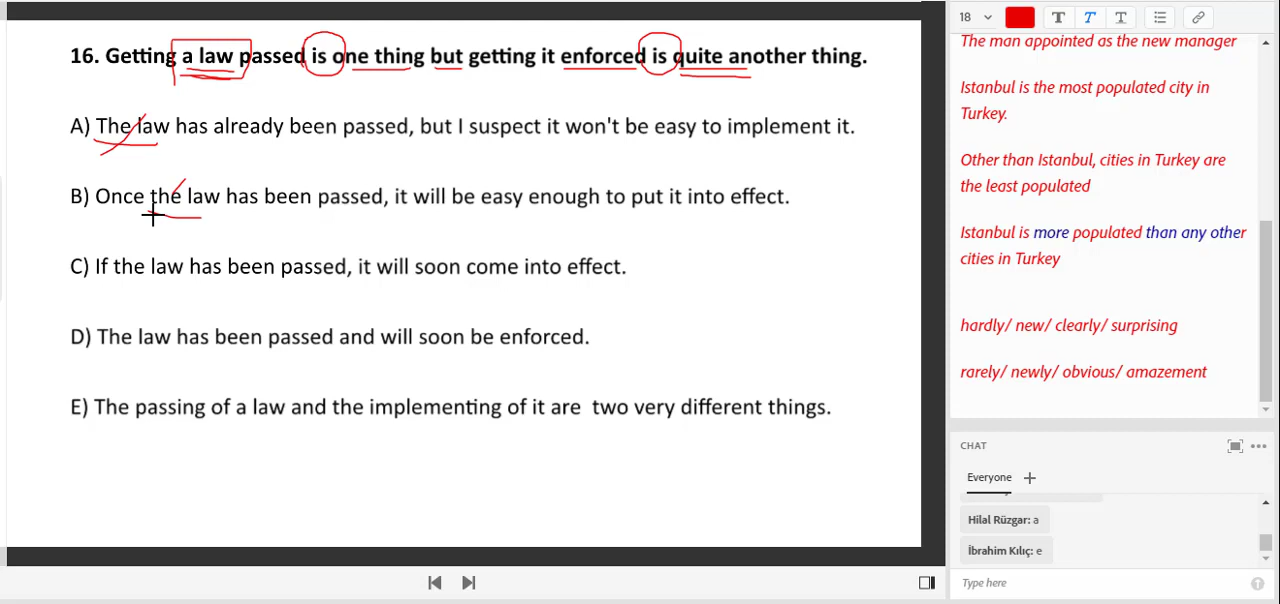 16. Getting a law passed is one thing but getting it enforced is quite another thing.
A) The law has already been passed, but I suspect it won't be easy to implement it.
B) Once the law has been passed, it will be easy enough to put it into effect.
C) If the law has been passed, it will soon come into effect.
D) The law has been passed and will soon be enforced.
E) The passing of a law and the implementing of it are two very different things.
18
T
T
T
The man appointed as the new manager
Istanbul is the most populated city in
Turkey.
Other than Istanbul, cities in Turkey are
the least populated
Istanbul is more populated than any other
cities in Turkey
hardly/ new/ clearly/ surprising
rarely/ newly/ obvious/ amazement
CHAT
Everyone
Hilal Rüzgar: a
İbrahim Kılıç: e
Type here